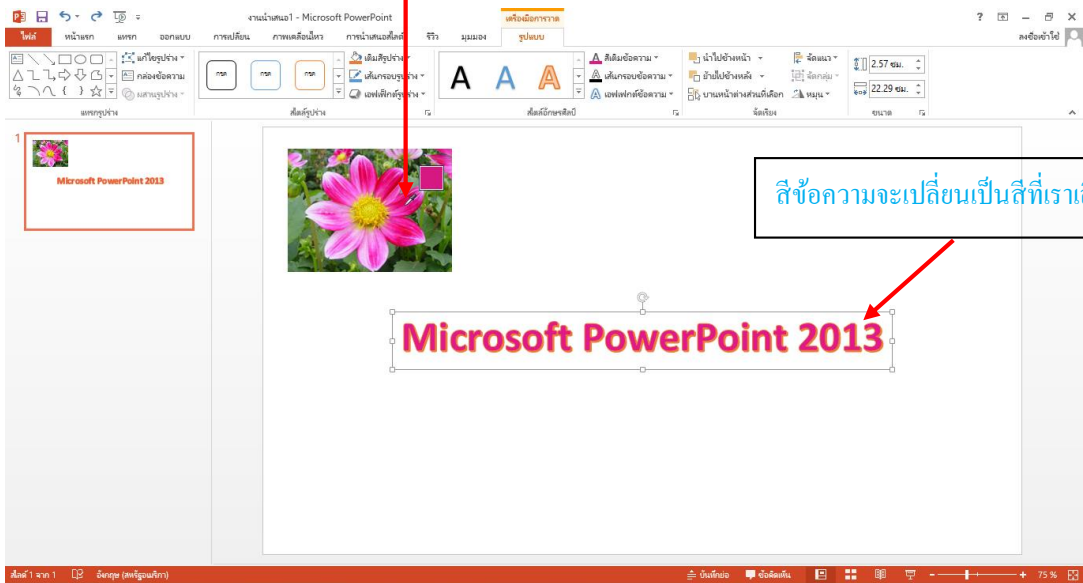 งานนำเสนอ1 - Microsoft PowerPoint
เครื่องมือการวาด
ไฟล์ หน้าแรก แทรก ออกแบบ การเปลี่ยน ภาพเคลื่อนไหว การนำเสนอสไลด์ รีวิว มุมมอง รูปแบบ ลงชื่อเข้าใช้
แก้ไขรูปร่าง
กล่องข้อความ
ผสานรูปร่าง
แทรกรูปร่าง
กขค กขค กขค
เติมสีรูปร่าง
เส้นกรอบรูปร่าง
เอฟเฟ็กต์รูปร่าง
สไตล์รูปร่าง
A A A
สีเติมข้อความ
เส้นกรอบข้อความ
เอฟเฟกต์ข้อความ
สไตล์อักษรศิลป์
นำไปข้างหน้า
ย้ายไปข้างหลัง
บานหน้าต่างส่วนที่เลือก
จัดแนว
จัดกลุ่ม
หมุน
จัดเรียง
2.57 ซม.
22.29 ซม.
ขนาด
1
Microsoft PowerPoint 2013
สีข้อความจะเปลี่ยนเป็นสีที่เรา
Microsoft PowerPoint 2013
สไลด์ 1 จาก 1 อังกฤษ (สหรัฐอเมริกา) บันทึกย่อ ข้อคิดเห็น 75 %